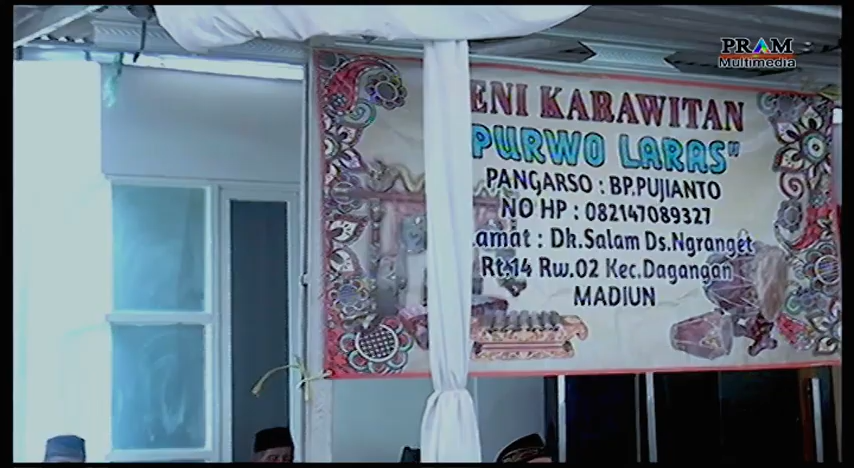 PRAM
Multimedia
ENI KARAWITAN
PURWO LARAS"
PANGARSO : BP.PUJIANTO
NO HP : 082147089327
lamat : Dk.Salam Ds.Ngranget
Rt.14 Rw.02 Kec.Dagangan
MADIUN